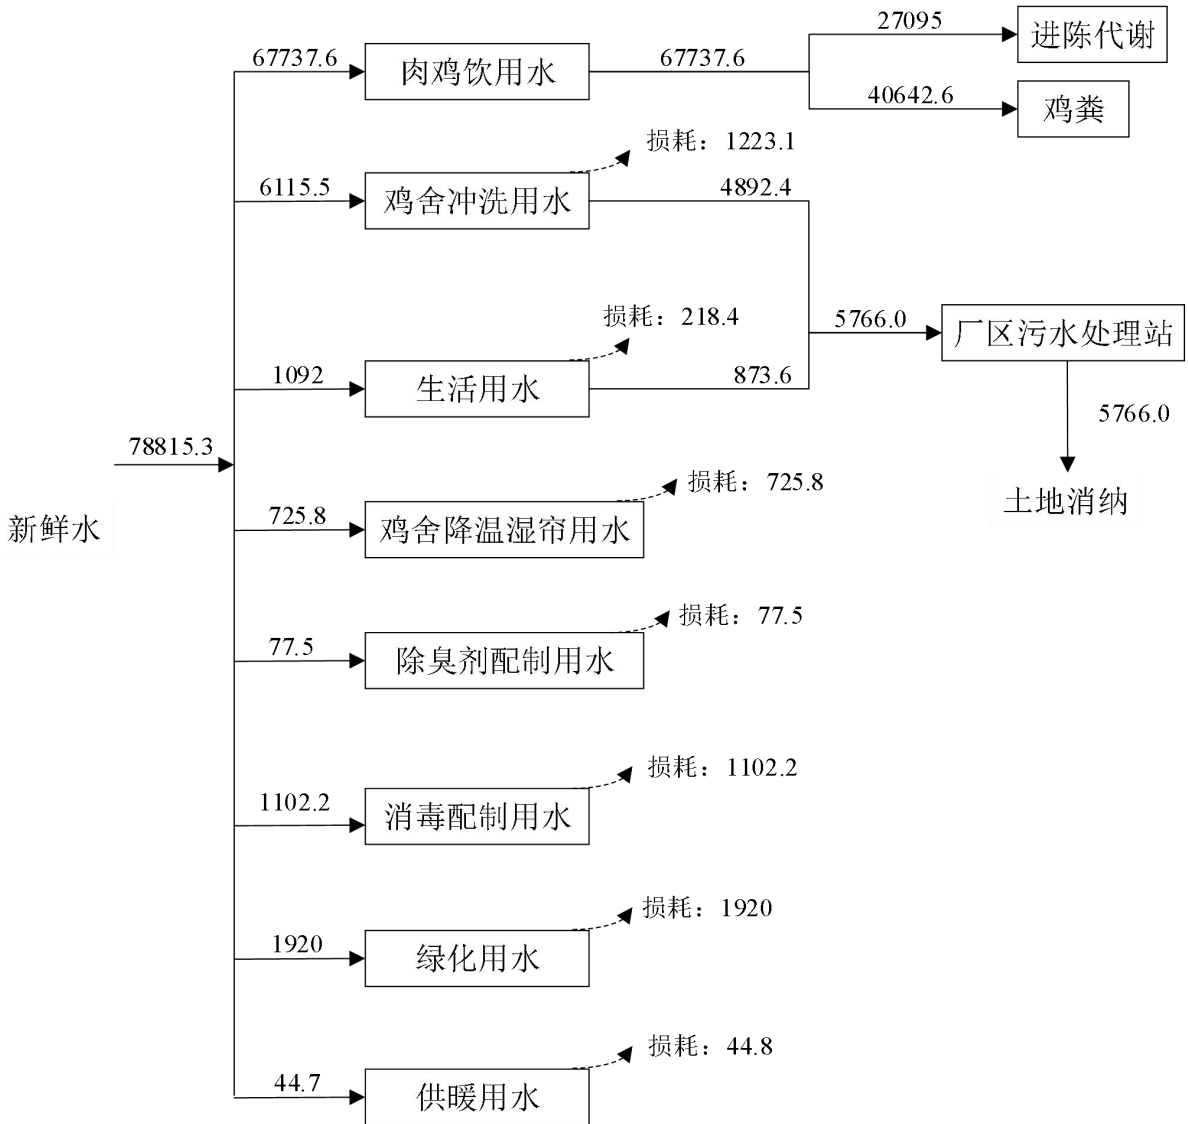 27095
进陈代谢
67737.6
肉鸡饮用水
67737.6
40642.6
鸡粪
损耗：1223.1
6115.5
鸡舍冲洗用水
4892.4
损耗：218.4
5766.0
厂区污水处理站
1092
生活用水
873.6
5766.0
78815.3
新鲜水
损耗：725.8
土地消纳
725.8
鸡舍降温湿帘用水
损耗：77.5
77.5
除臭剂配制用水
损耗：1102.2
1102.2
消毒配制用水
损耗：1920
1920
绿化用水
损耗：44.8
44.7
供暖用水